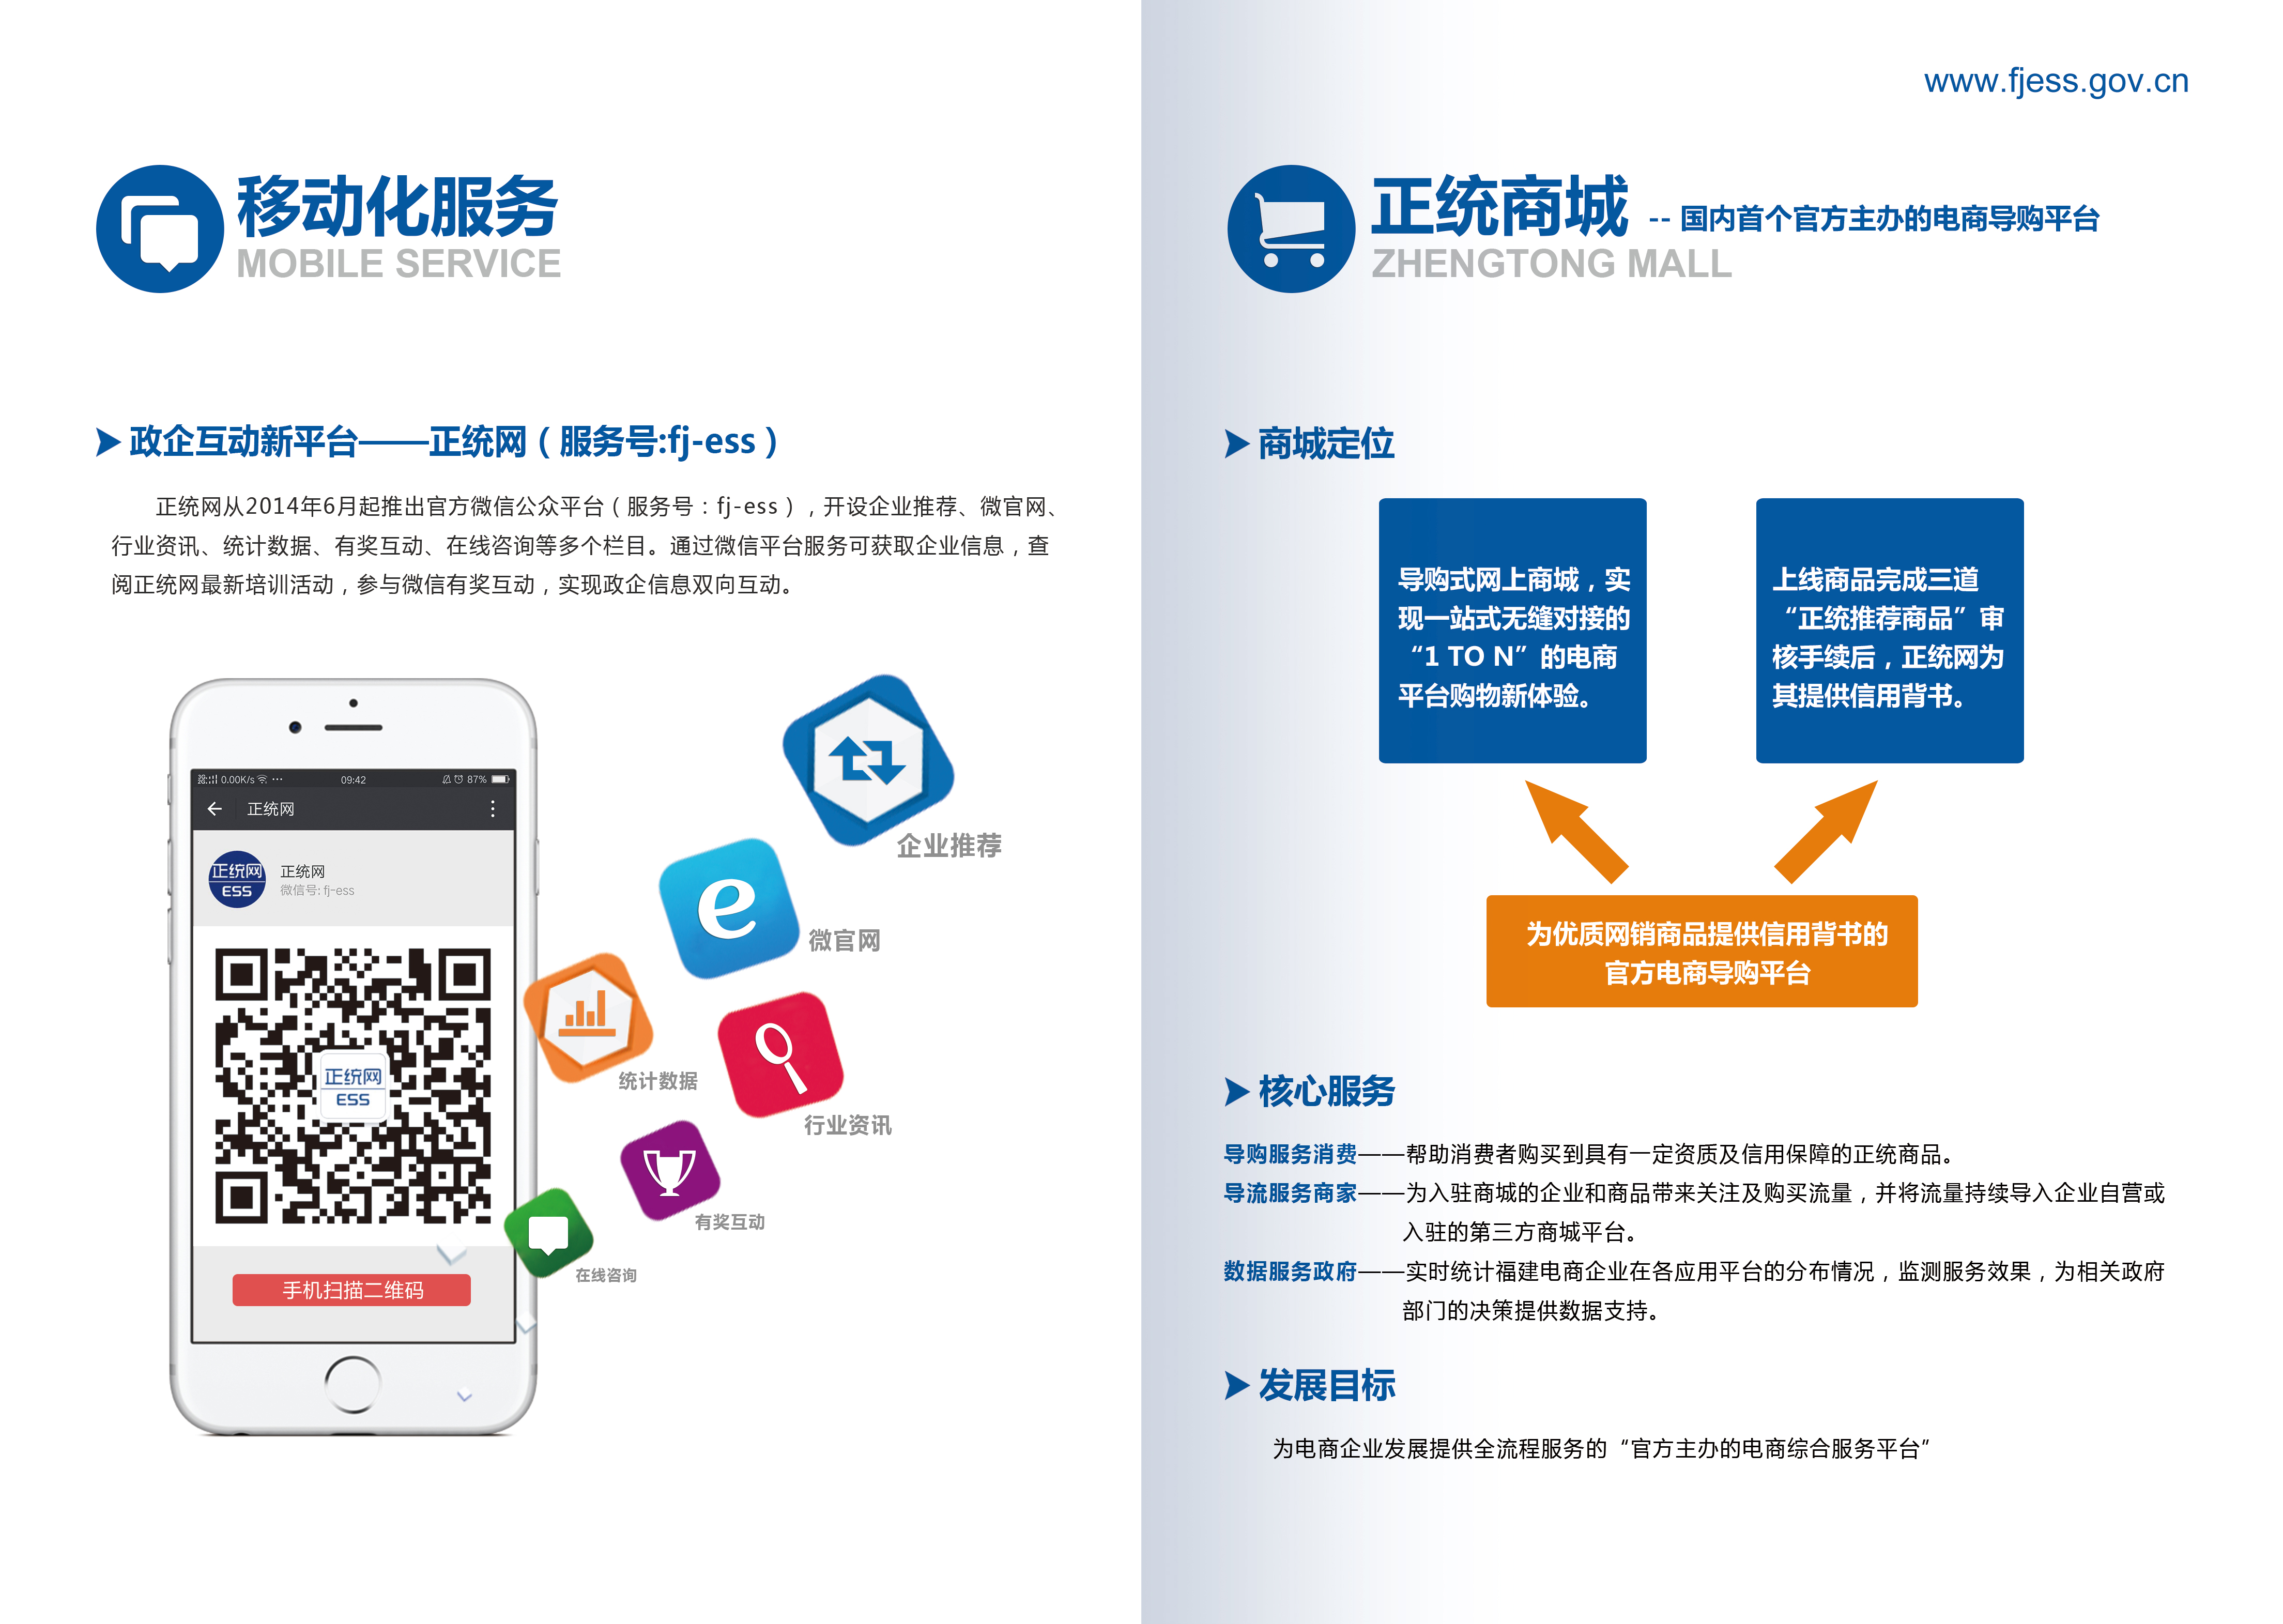 www.fjess.gov.cn
移动化服务
MOBILE SERVICE
政企互动新平台——正统网（服务号:fj-ess）
正统网从2014年6月起推出官方微信公众平台（服务号：fj-ess），开设企业推荐、微官网、
行业资讯、统计数据、有奖互动、在线咨询等多个栏目。通过微信平台服务可获取企业信息，查
阅正统网最新培训活动，参与微信有奖互动，实现政企信息双向互动。
0.00K/s 09:42 87%
正统网
正统网
ESS
正统网
微信号: fj-ess
正统网
ESS
手机扫描二维码
企业推荐
微官网
统计数据
行业资讯
有奖互动
在线咨询
正统商城 -- 国内首个官方主办的电商导购平台
ZHENGTONG MALL
商城定位
导购式网上商城，实
现一站式无缝对接的
“1 TO N”的电商
平台购物新体验。
上线商品完成三道
“正统推荐商品”审
核手续后，正统网为
其提供信用背书。
为优质网销商品提供信用背书的
官方电商导购平台
核心服务
导购服务消费——帮助消费者购买到具有一定资质及信用保障的正统商品。
导流服务商家——为入驻商城的企业和商品带来关注及购买流量，并将流量持续导入企业自营或
入驻的第三方商城平台。
数据服务政府——实时统计福建电商企业在各应用平台的分布情况，监测服务效果，为相关政府
部门的决策提供数据支持。
发展目标
为电商企业发展提供全流程服务的“官方主办的电商综合服务平台”